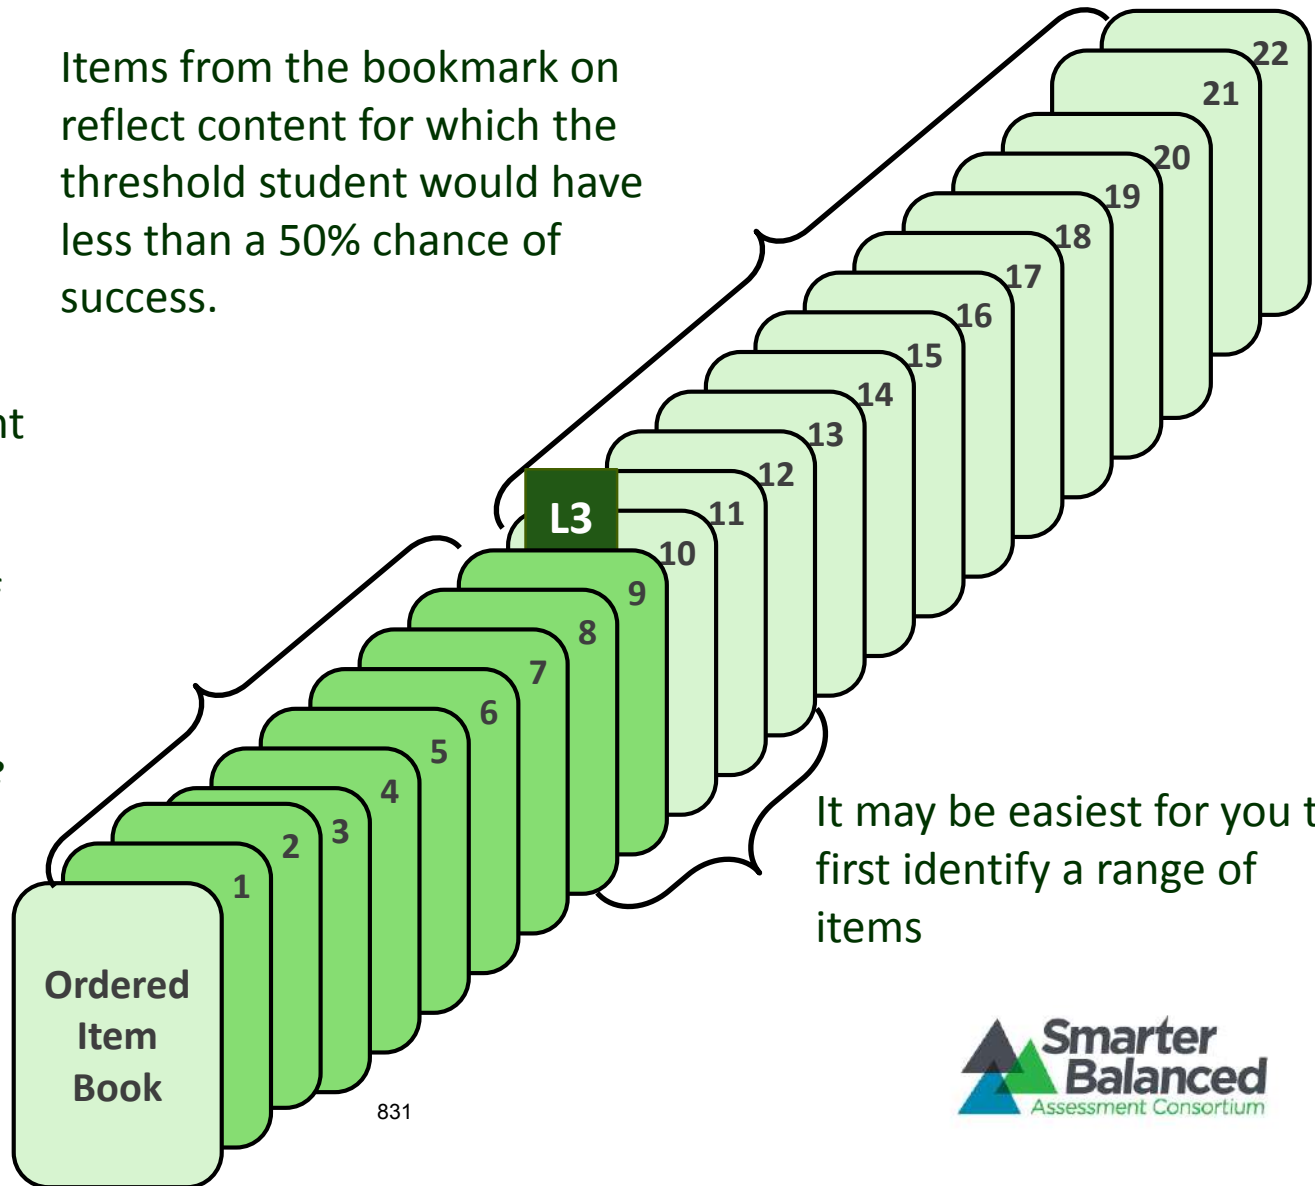 Items from the bookmark on
reflect content for which the
threshold student would have
less than a 50% chance of
success.
22
21
20
19
18
17
16
15
14
13
12
11
10
L3
9
8
7
6
5
4
3
2
1
Ordered
Item
Book
It may be easiest for you t
first identify a range of
items
831
Smarter
Balanced
Assessment Consortium